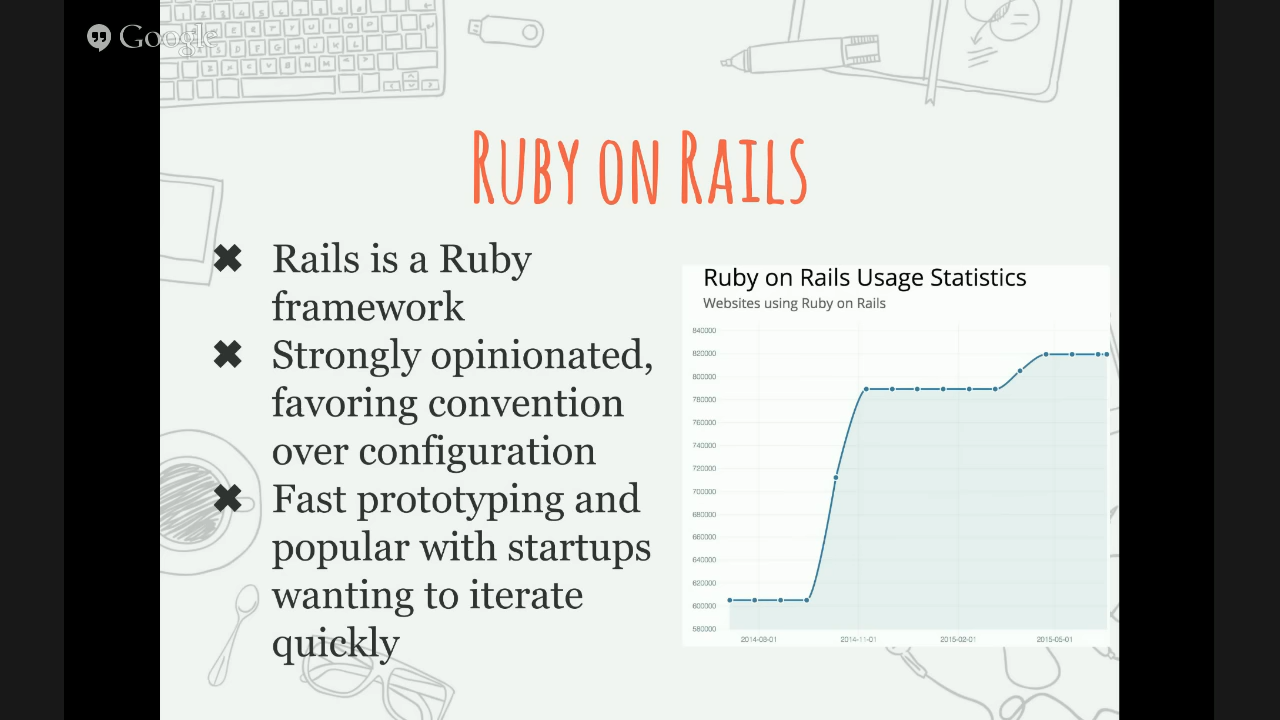 Google
Ruby on Rails
Rails is a Ruby
framework
Strongly opinionated,
favoring convention
over configuration
Fast prototyping and
popular with startups
wanting to iterate
quickly
Ruby on Rails Usage Statistics
Websites using Ruby on Rails
840000
820000
800000
780000
760000
740000
720000
700000
680000
660000
640000
620000
600000
580000
2014-08-01 2014-11-01 2015-02-01 2015-05-01